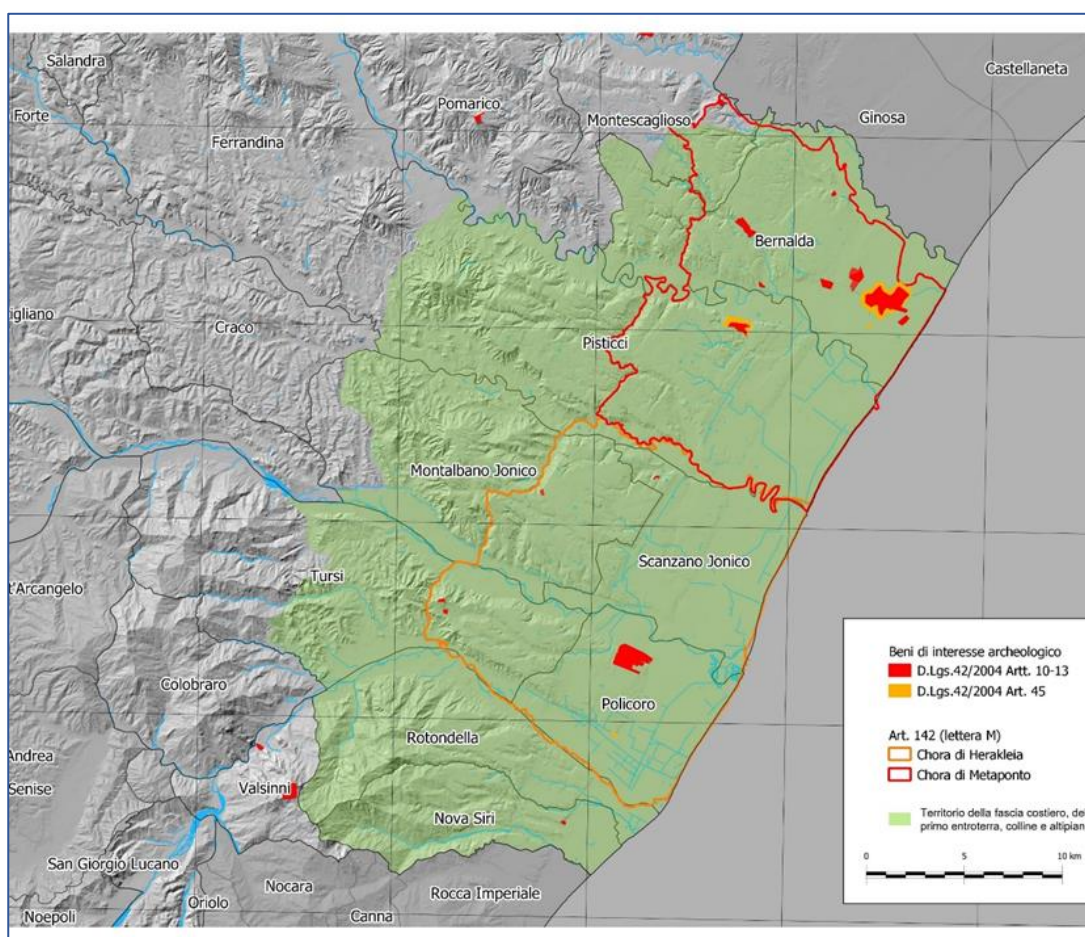 Salandra
Castellaneta
Pomarico
Ginosa
Forte
Montescaglioso
Ferrandina
Bernalda
igliano
Craco
Pisticci
Montalbano Jonico
Scanzano Jonico
Tursi
t'Arcangelo
Colobraro
Policoro
Rotondella
Andrea
Senise
Valsinni
Nova Siri
San Giorgio Lucano
Nocara
Rocca Imperiale
Oriolo
Noepoli
Canna
Beni di interesse archeologico
D.Lgs.42/2004 Artt. 10-13
D.Lgs.42/2004 Art. 45
Art. 142 (lettera M)
Chora di Herakleia
Chora di Metaponto
Territorio della fascia costiero, del
primo entroterra, colline e altipian
0 5 10 km